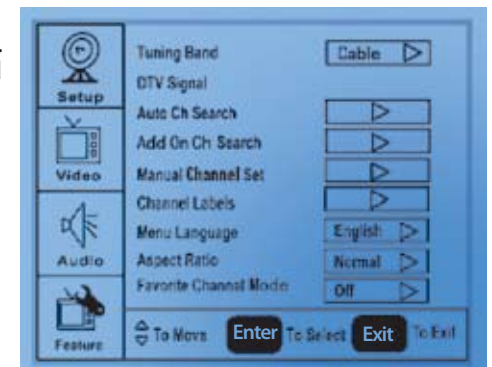 Setup
Video
Audio
Feature
Tuning Band Cable
DTV Signal
Auto Ch Search
Add On Ch Search
Manual Channel Set
Channel Labels
Menu Language English
Aspect Ratio Normal
Favorite Channel Mode Off
To Move Enter To Select Exit To Exit